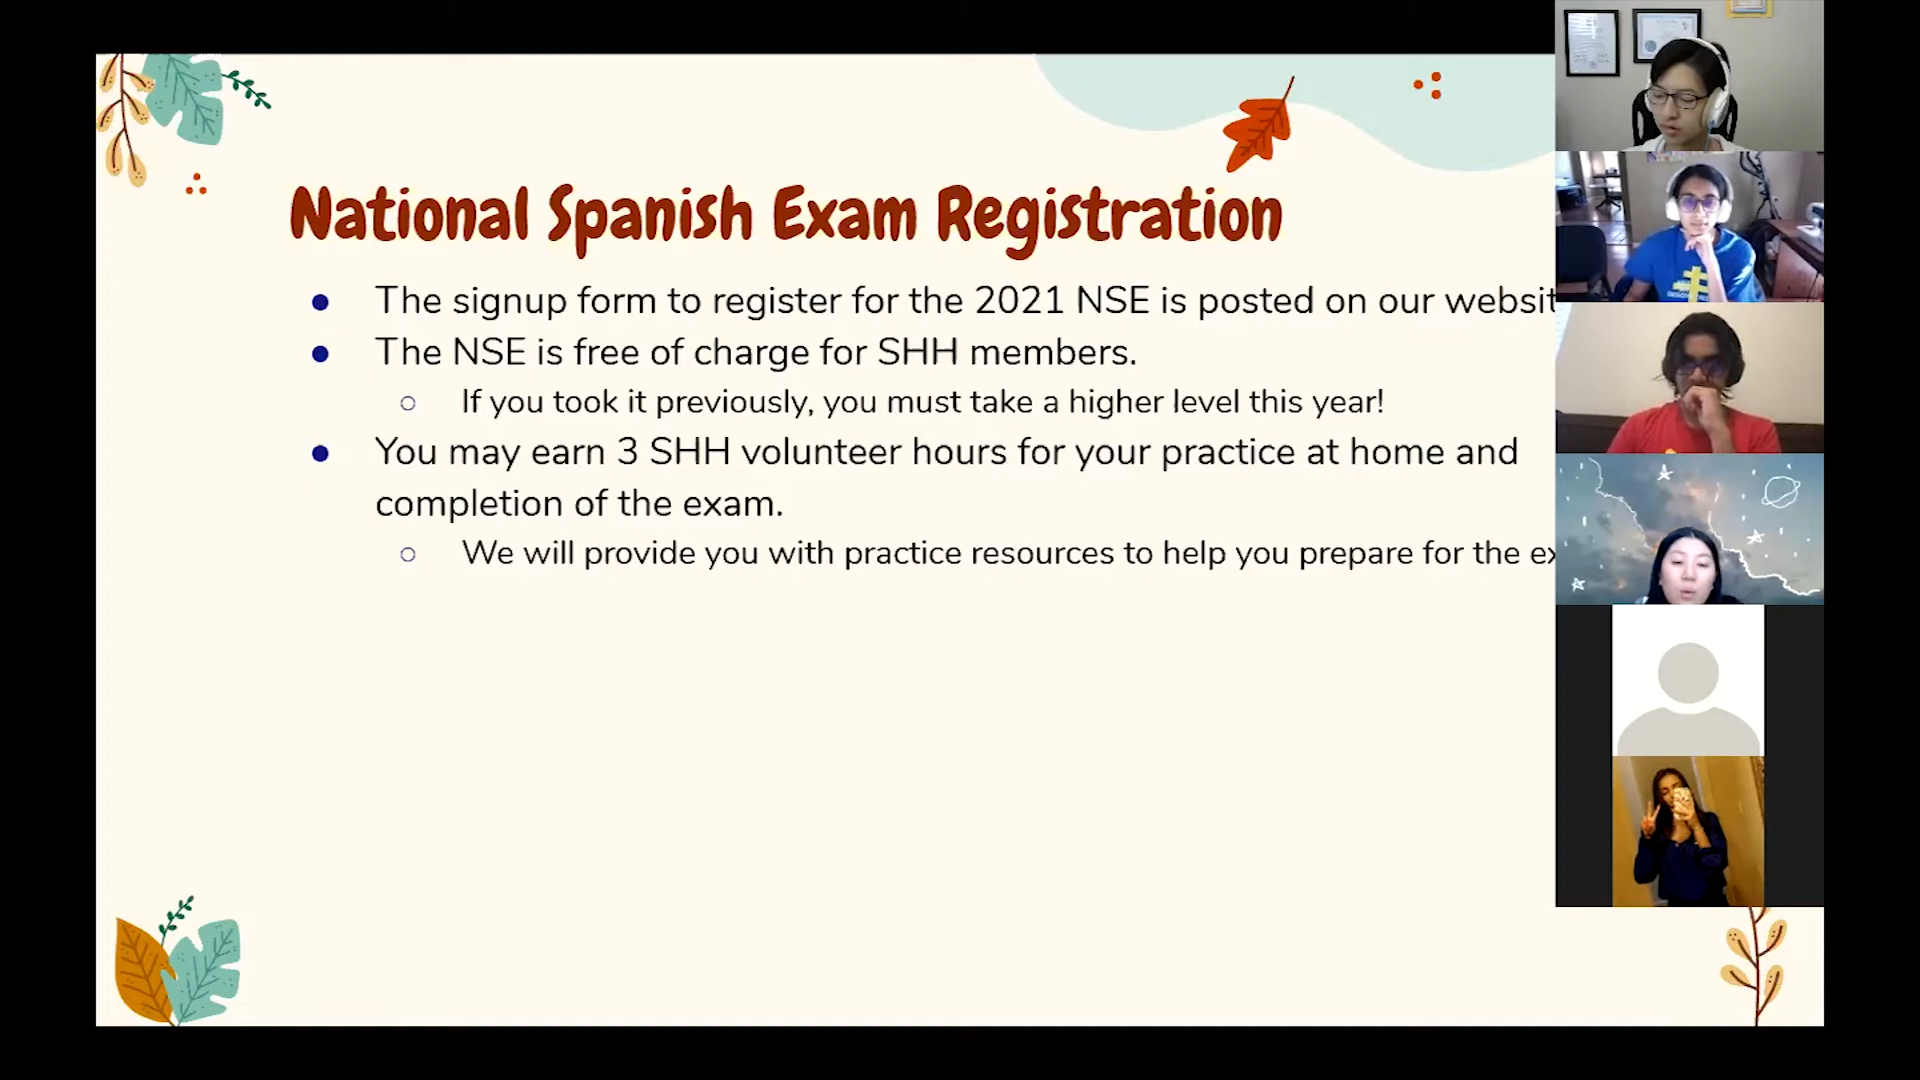 National Spanish Exam Registration
The signup form to register for the 2021 NSE is posted on our
The NSE is free of charge for SHH members.
If you took it previously, you must take a higher level this year!
You may earn 3 SHH volunteer hours for your practice at home and
completion of the exam.
We will provide you with practice resources to help you prepare for the